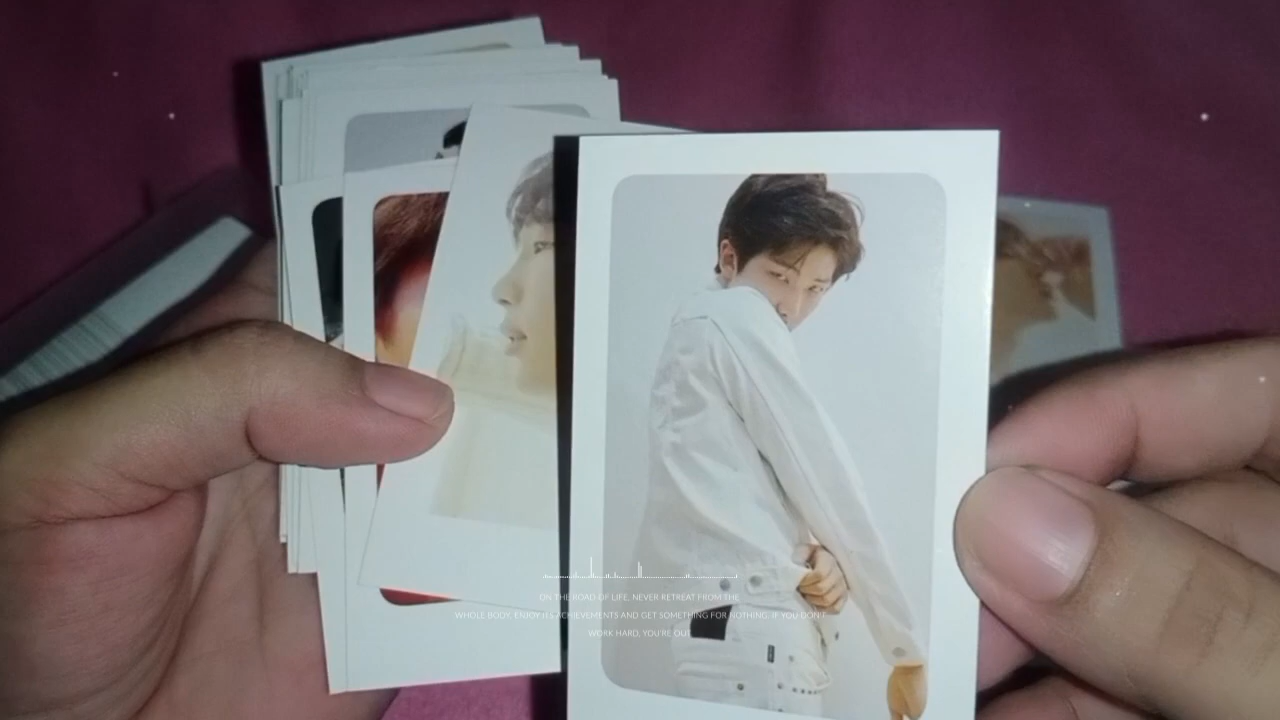 ON THE ROAD OF LIFE, NEVER RETREAT FROM THE
WHOLE BODY, ENJOY ITS ACHIEVEMENTS AND GET SOMETHING FOR NOTHING. IF YOU DON'T
WORK HARD, YOU'RE OUT